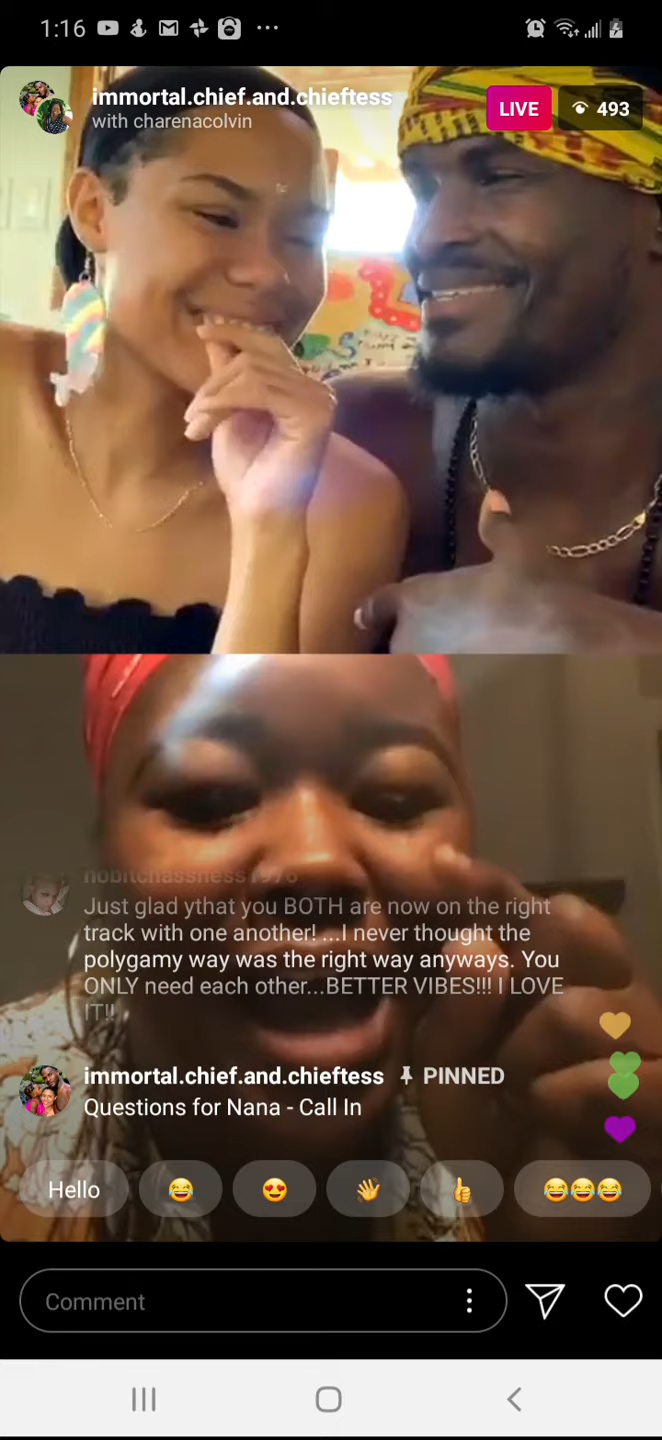 1:16
immortal.chief.and.chieftess
with charenacolvin
LIVE
493
nobitchassness1976
Just glad ythat you BOTH are now on the right
track with one another! ...I never thought the
polygamy way was the right way anyways. You
ONLY need each other...BETTER VIBES!!! I LOVE
IT!!
immortal.chief.and.chieftess PINNED
Questions for Nana - Call In
Hello 😂 😍 👋 👍 😂😂😂
Comment